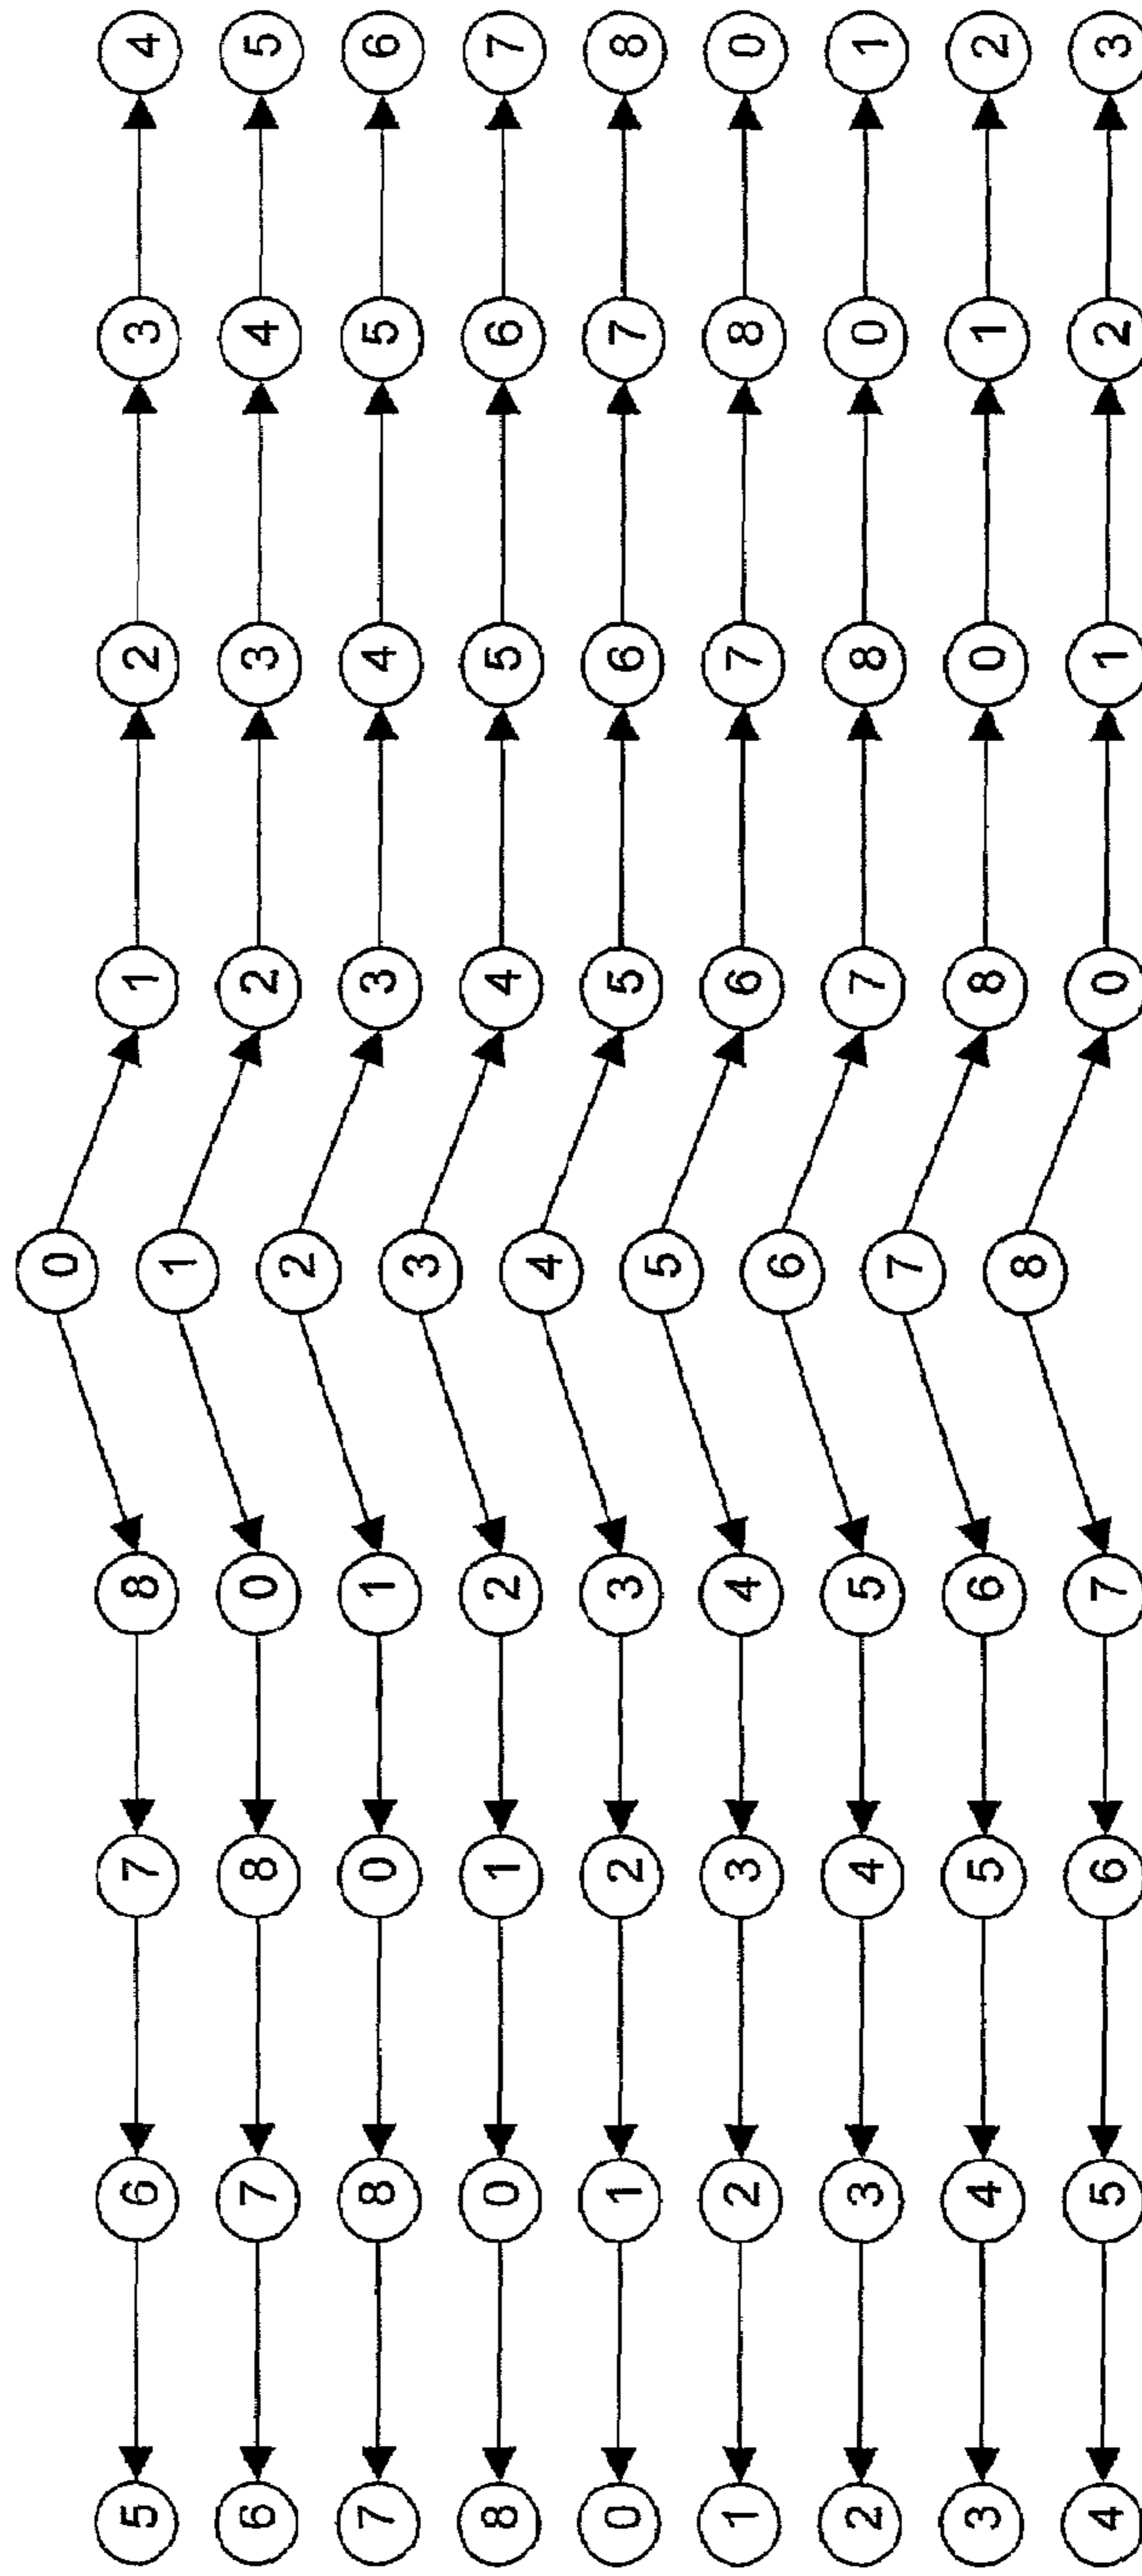 0
5 6 7 8 1 2 3 4
1
6 7 8 0 2 3 4 5
2
7 8 0 1 3 4 5 6
3
8 0 1 2 4 5 6 7
4
0 1 2 3 5 6 7 8
5
1 2 3 4 6 7 8 0
6
2 3 4 5 7 8 0 1
7
3 4 5 6 8 0 1 2
8
4 5 6 7 0 1 2 3